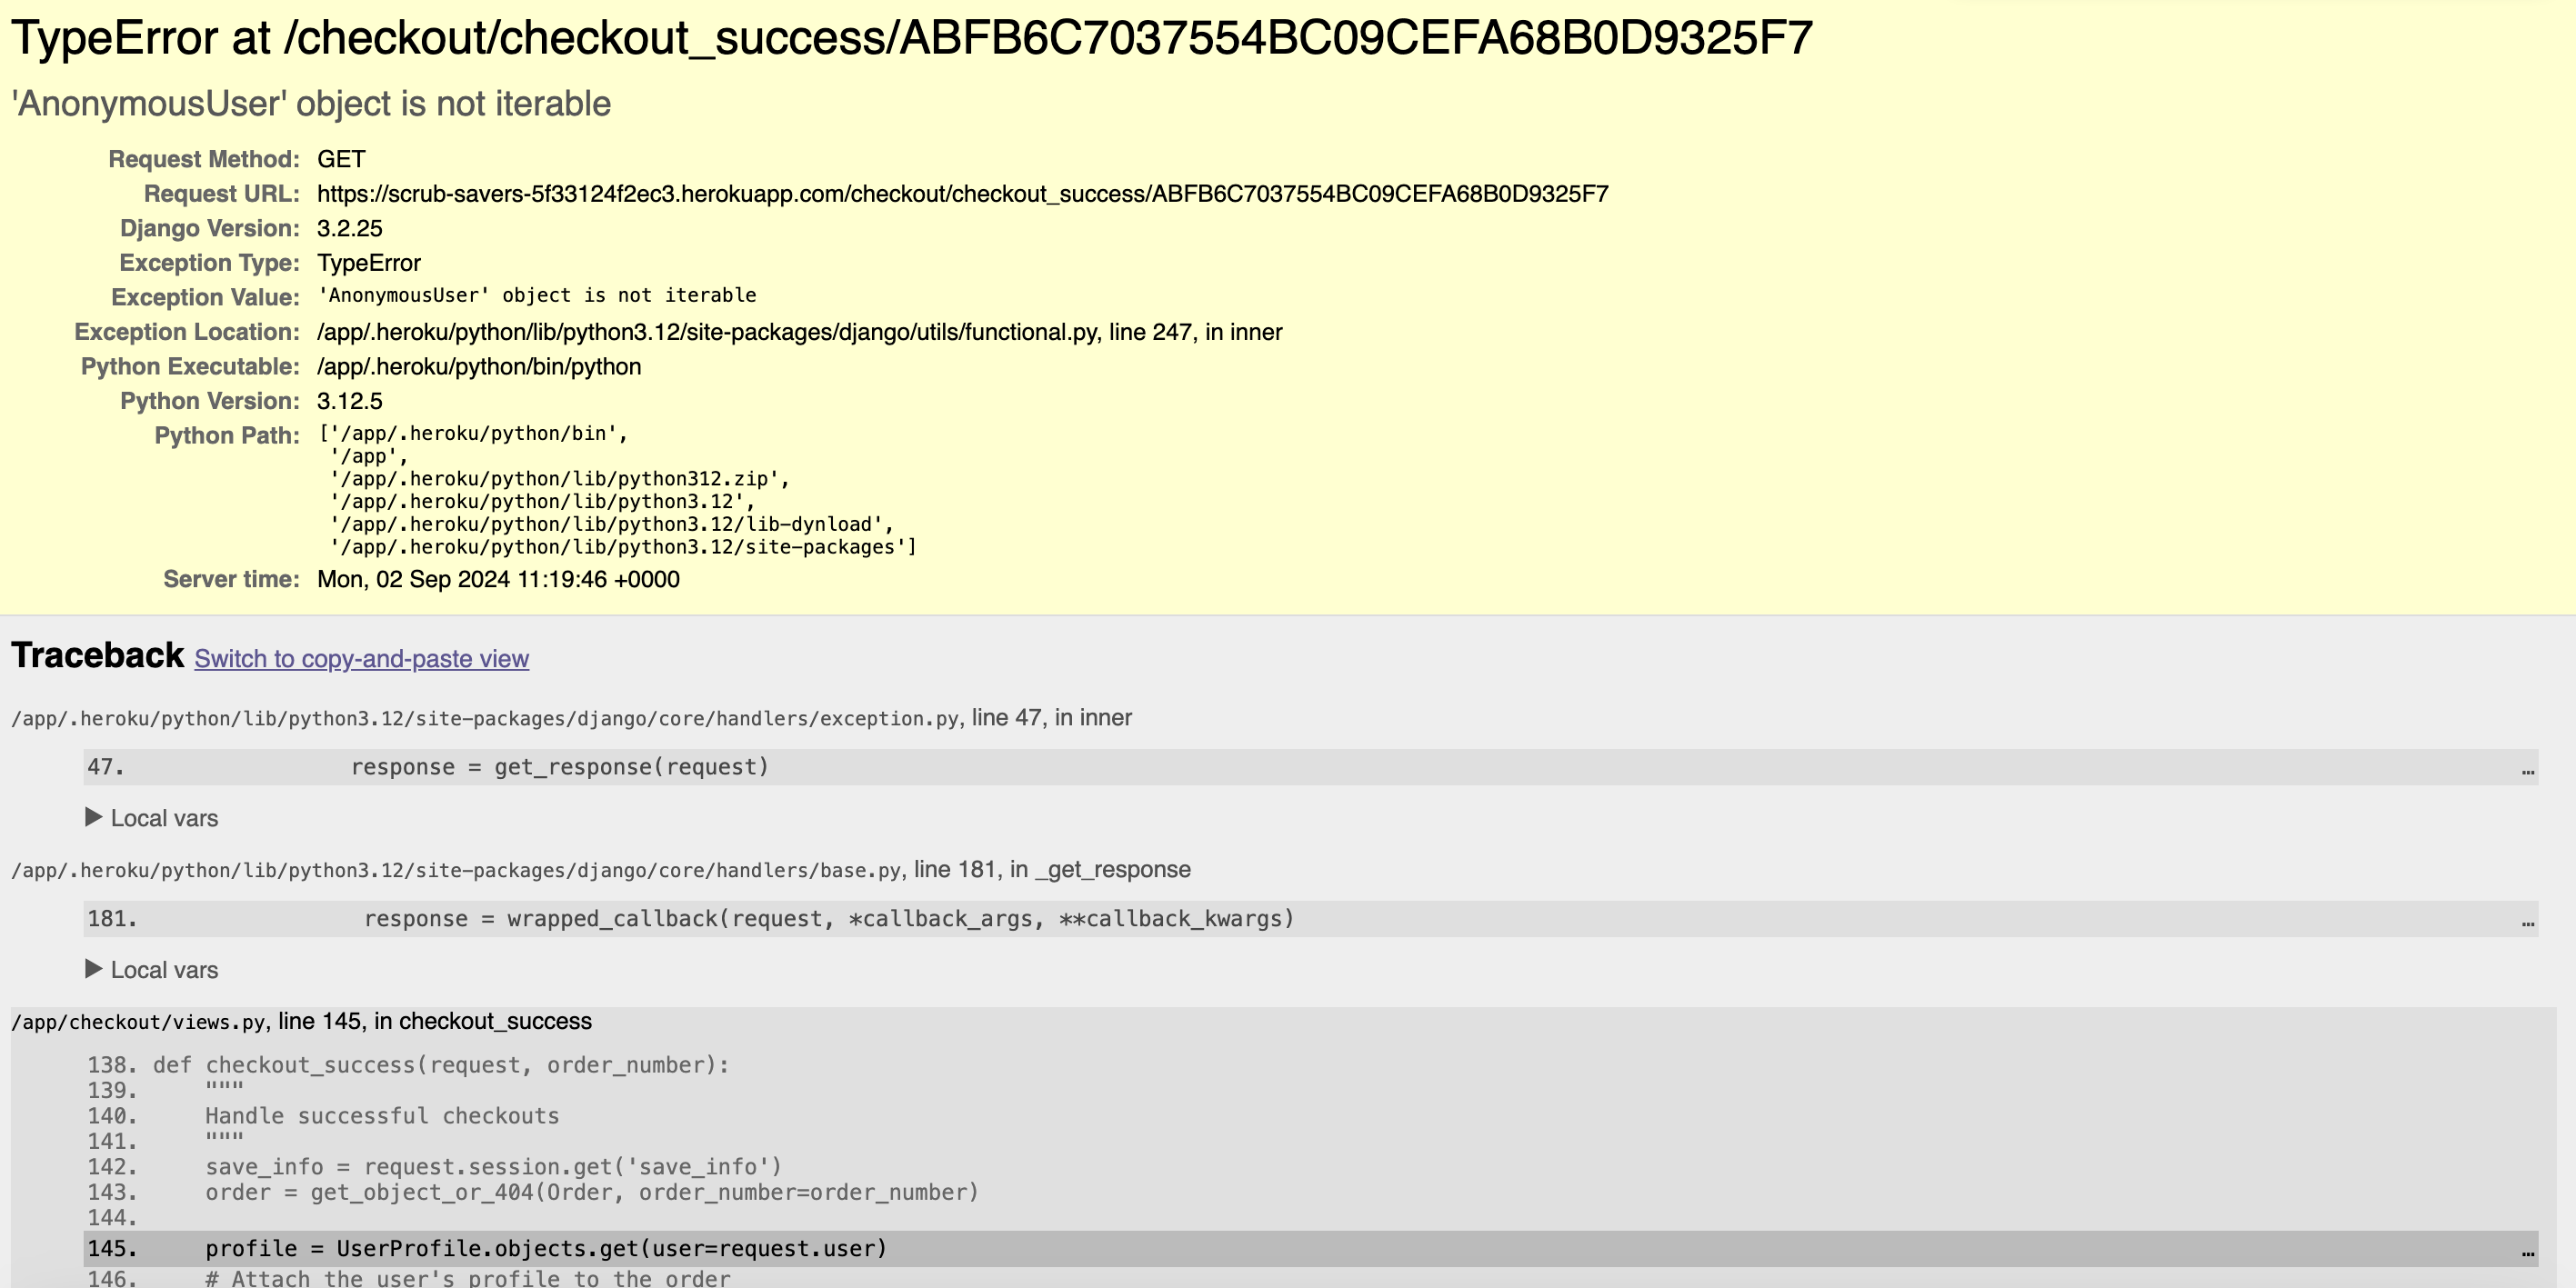 TypeError at /checkout/checkout_success/ABFB6C7037554BC09CEFA68B0D9325F7
'AnonymousUser' object is not iterable
Request Method: GET
Request URL: https://scrub-savers-5f33124f2ec3.herokuapp.com/checkout/checkout_success/ABFB6C7037554BC09CEFA68B0D9325F7
Django Version: 3.2.25
Exception Type: TypeError
Exception Value: 'AnonymousUser' object is not iterable
Exception Location: /app/.heroku/python/lib/python3.12/site-packages/django/utils/functional.py, line 247, in inner
Python Executable: /app/.heroku/python/bin/python
Python Version: 3.12.5
Python Path: ['/app/.heroku/python/bin',
'/app',
'/app/.heroku/python/lib/python312.zip',
'/app/.heroku/python/lib/python3.12',
'/app/.heroku/python/lib/python3.12/lib-dynload',
'/app/.heroku/python/lib/python3.12/site-packages']
Server time: Mon, 02 Sep 2024 11:19:46 +0000
Traceback Switch to copy-and-paste view
/app/.heroku/python/lib/python3.12/site-packages/django/core/handlers/exception.py, line 47, in inner
47. response = get_response(request) …
▶ Local vars
/app/.heroku/python/lib/python3.12/site-packages/django/core/handlers/base.py, line 181, in _get_response
181. response = wrapped_callback(request, *callback_args, **callback_kwargs) …
▶ Local vars
/app/checkout/views.py, line 145, in checkout_success
138. def checkout_success(request, order_number):
139. """
140. Handle successful checkouts
141. """
142. save_info = request.session.get('save_info')
143. order = get_object_or_404(Order, order_number=order_number)
144.
145. profile = UserProfile.objects.get(user=request.user) …
146. # Attach the user's profile to the order